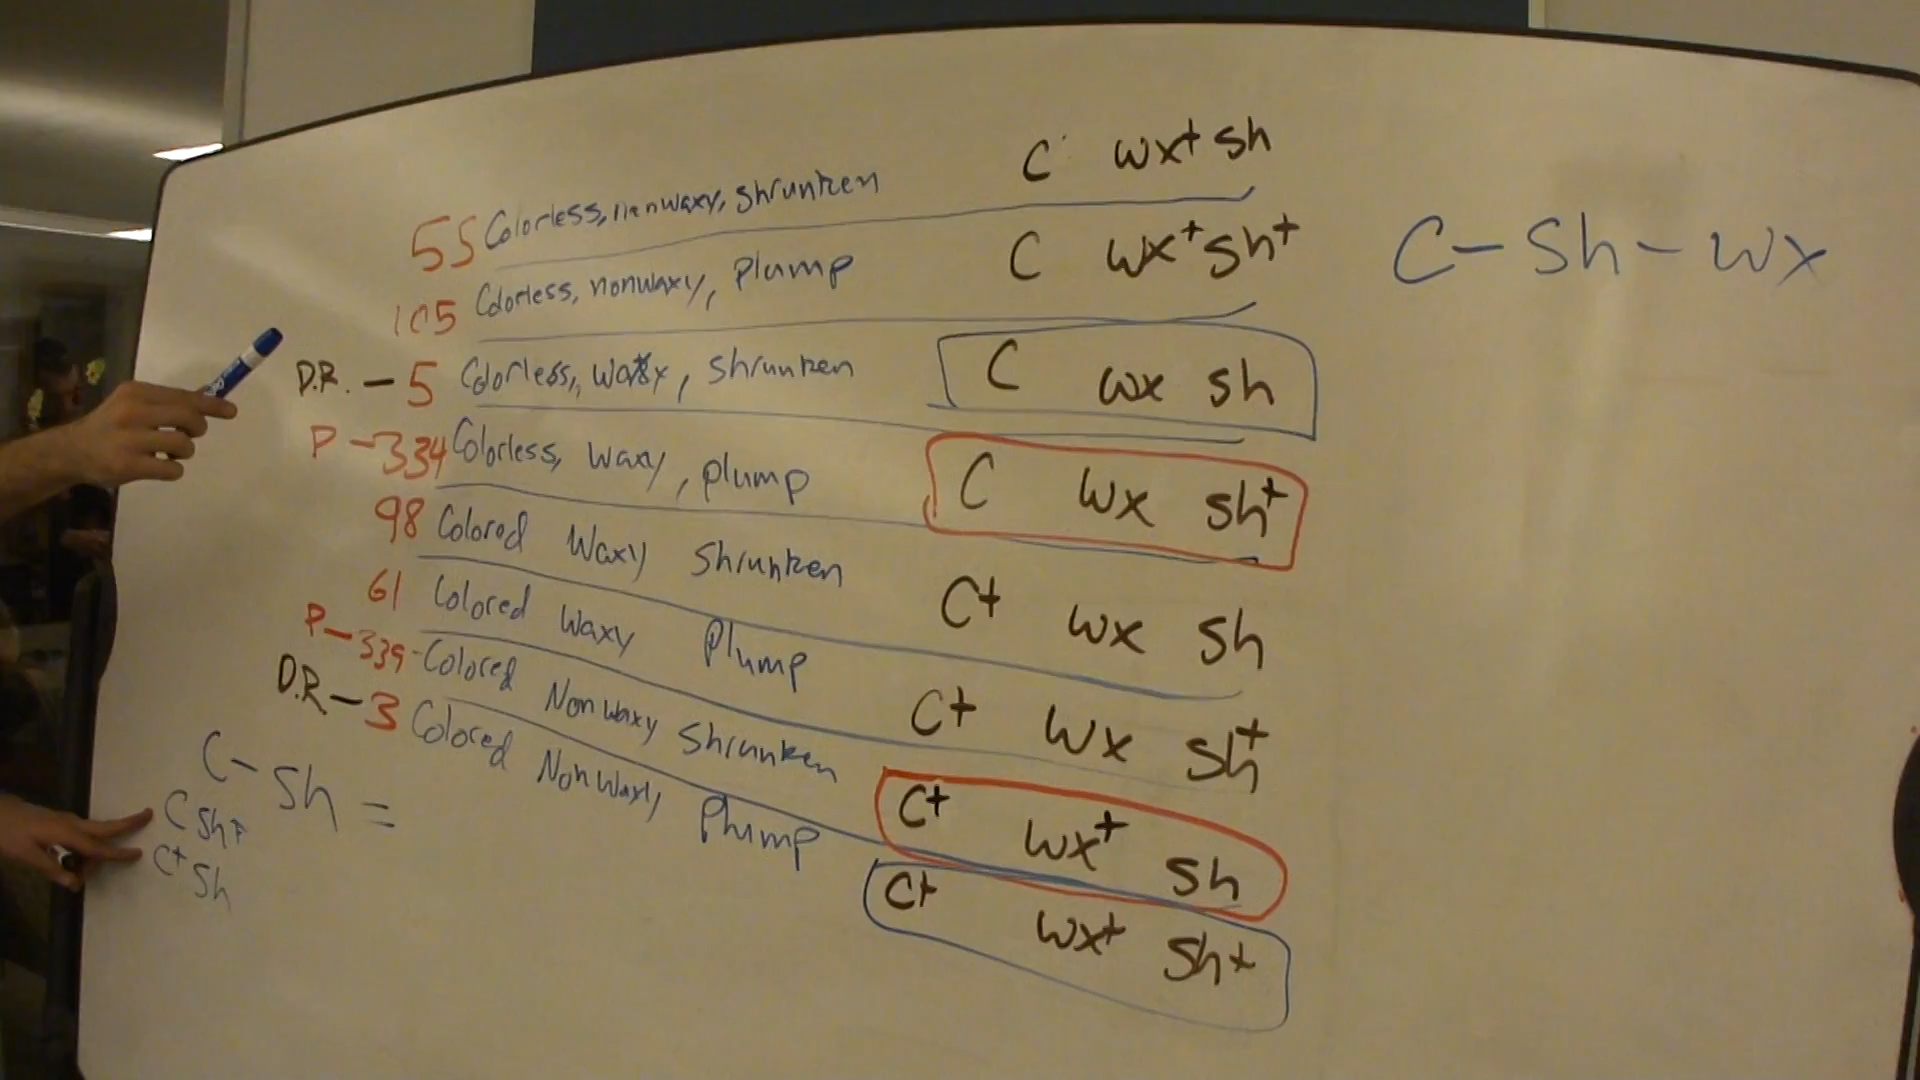 55 Colorless, nonwaxy, shrunken C wx+ sh
105 Colorless, nonwaxy, plump C wx+ sh+
D.R. - 5 Colorless, waxy, shrunken C wx sh
P - 334 Colorless, waxy, plump C wx sh+
98 Colored Waxy Shrunken C+ wx sh
61 Colored Waxy Plump C+ wx sh+
P - 339 - Colored Nonwaxy Shrunken C+ wx+ sh
D.R - 3 Colored Nonwaxy Plump C+ wx+ sh+
C - Sh =
C Sh+
C+ Sh
C - Sh - wx